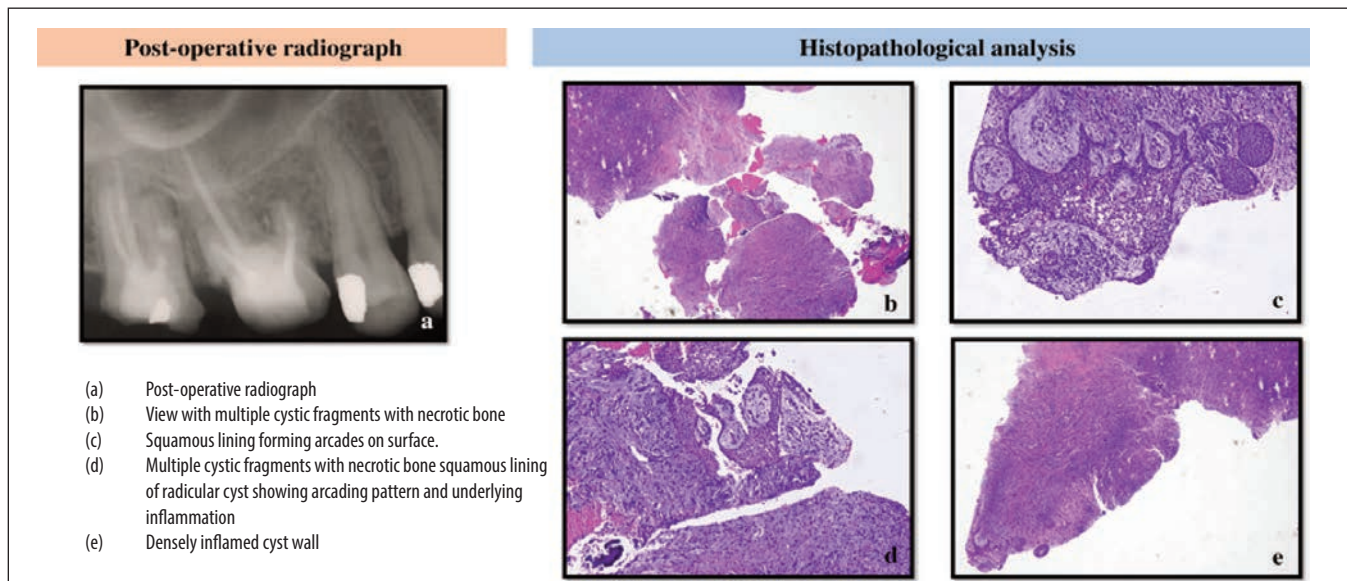 Post-operative radiograph
Histopathological analysis
a
b
c
d
e
(a) Post-operative radiograph
(b) View with multiple cystic fragments with necrotic bone
(c) Squamous lining forming arcades on surface.
(d) Multiple cystic fragments with necrotic bone squamous lining
of radicular cyst showing arcading pattern and underlying
inflammation
(e) Densely inflamed cyst wall